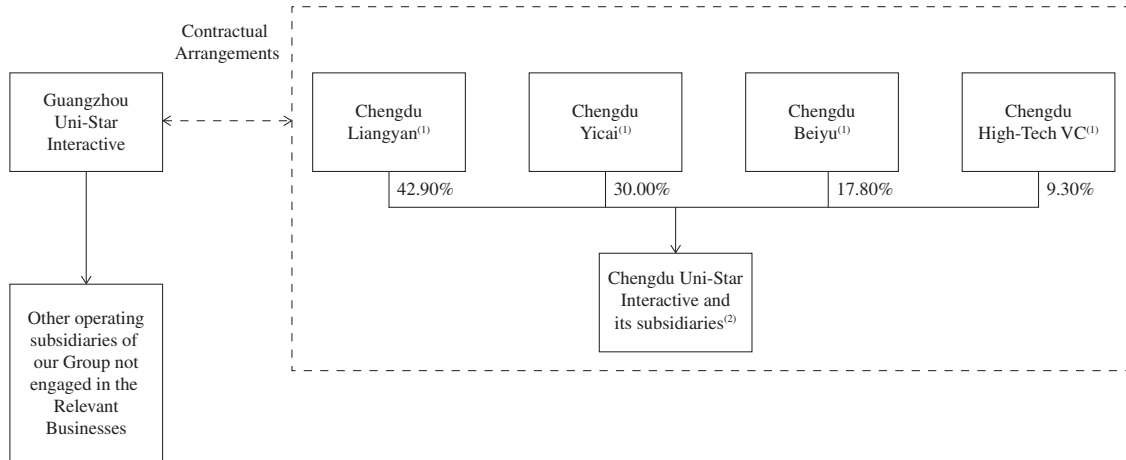 Contractual
Arrangements
Guangzhou
Uni-Star
Interactive
Chengdu
Liangyan(1)
Chengdu
Yicai(1)
Chengdu
Beiyu(1)
Chengdu
High-Tech VC(1)
42.90%
30.00%
17.80%
9.30%
Chengdu Uni-Star
Interactive and
its subsidiaries(2)
Other operating
subsidiaries of
our Group not
engaged in the
Relevant
Businesses